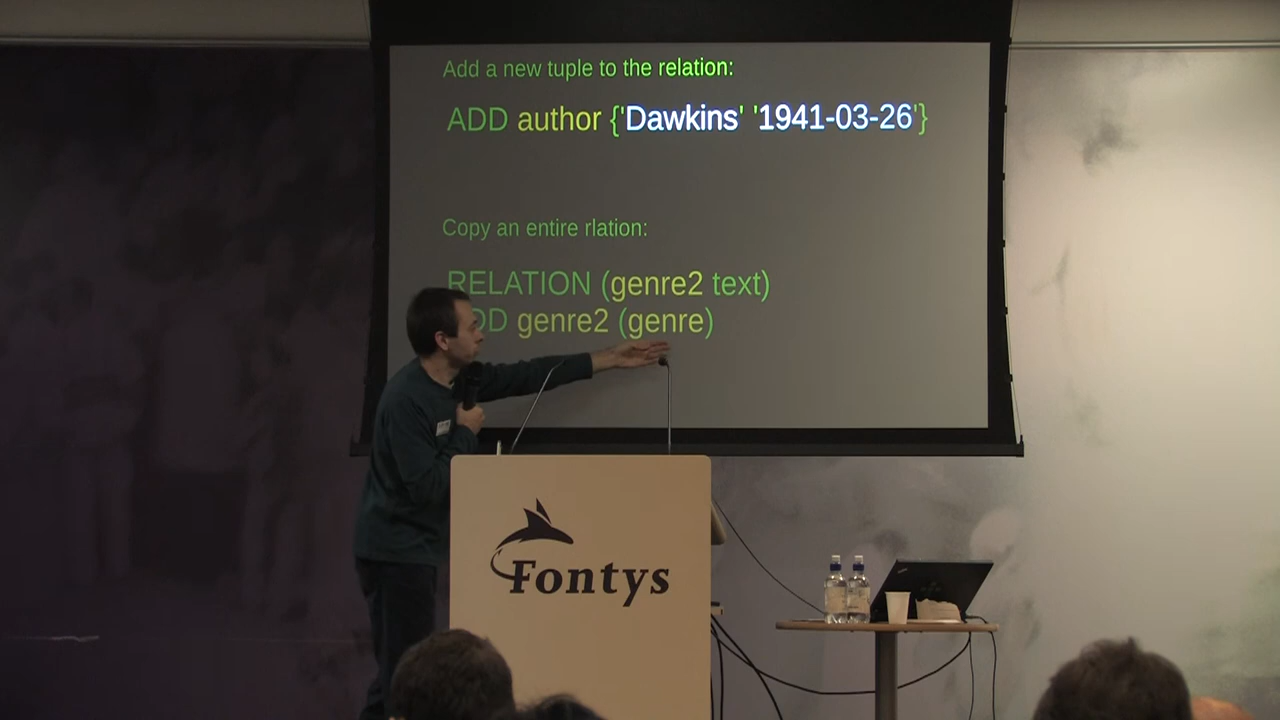 Add a new tuple to the relation:
ADD author {'Dawkins' '1941-03-26'}
Copy an entire rlation:
RELATION (genre2 text)
DD genre2 (genre)
Fontys